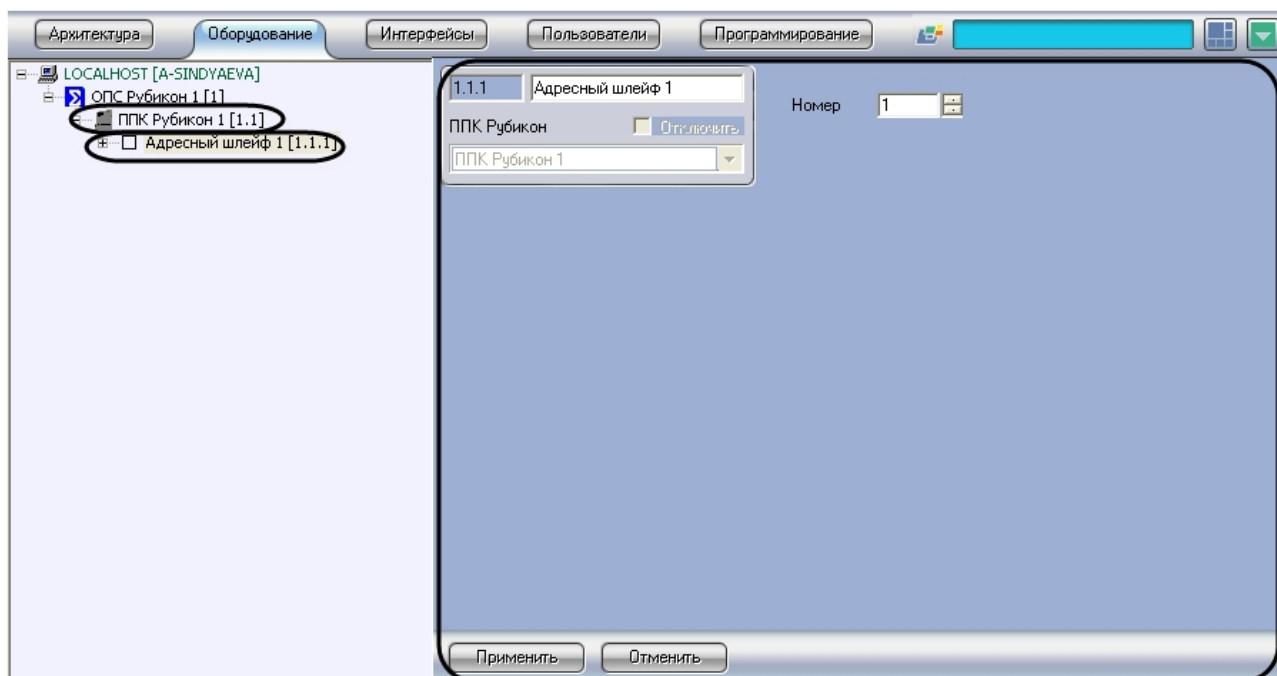 Архитектура Оборудование Интерфейсы Пользователи Программирование
LOCALHOST [A-SINDYAEVA]
ОПС Рубикон 1 [1]
ППК Рубикон 1 [1.1]
Адресный шлейф 1 [1.1.1]
1.1.1 Адресный шлейф 1
ППК Рубикон Отключить
ППК Рубикон 1
Номер 1
Применить Отменить